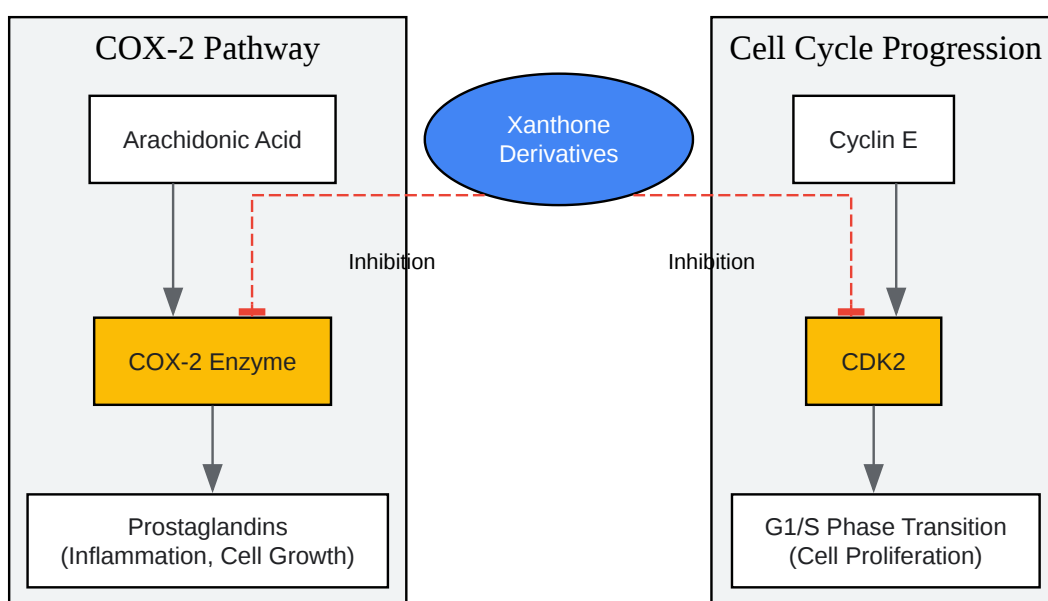 COX-2 Pathway
Cell Cycle Progression
Xanthone
Derivatives
Arachidonic Acid
Cyclin E
Inhibition
Inhibition
COX-2 Enzyme
CDK2
Prostaglandins
(Inflammation, Cell Growth)
G1/S Phase Transition
(Cell Proliferation)